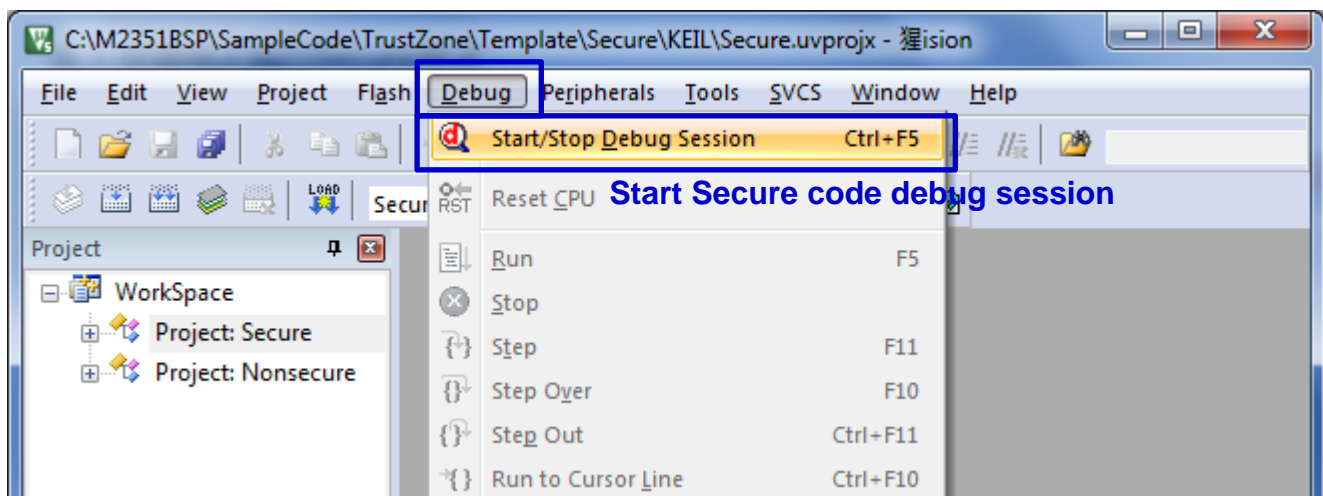 C:\M2351BSP\SampleCode\TrustZone\Template\Secure\KEIL\Secure.uvprojx - 猩ision
File Edit View Project Flash Debug Peripherals Tools SVCS Window Help
Start/Stop Debug Session Ctrl+F5
LOAD Secur
RST Reset CPU
Start Secure code debug session
Project
Run F5
WorkSpace
Stop
Project: Secure
Step F11
Project: Nonsecure
Step Over F10
Step Out Ctrl+F11
Run to Cursor Line Ctrl+F10